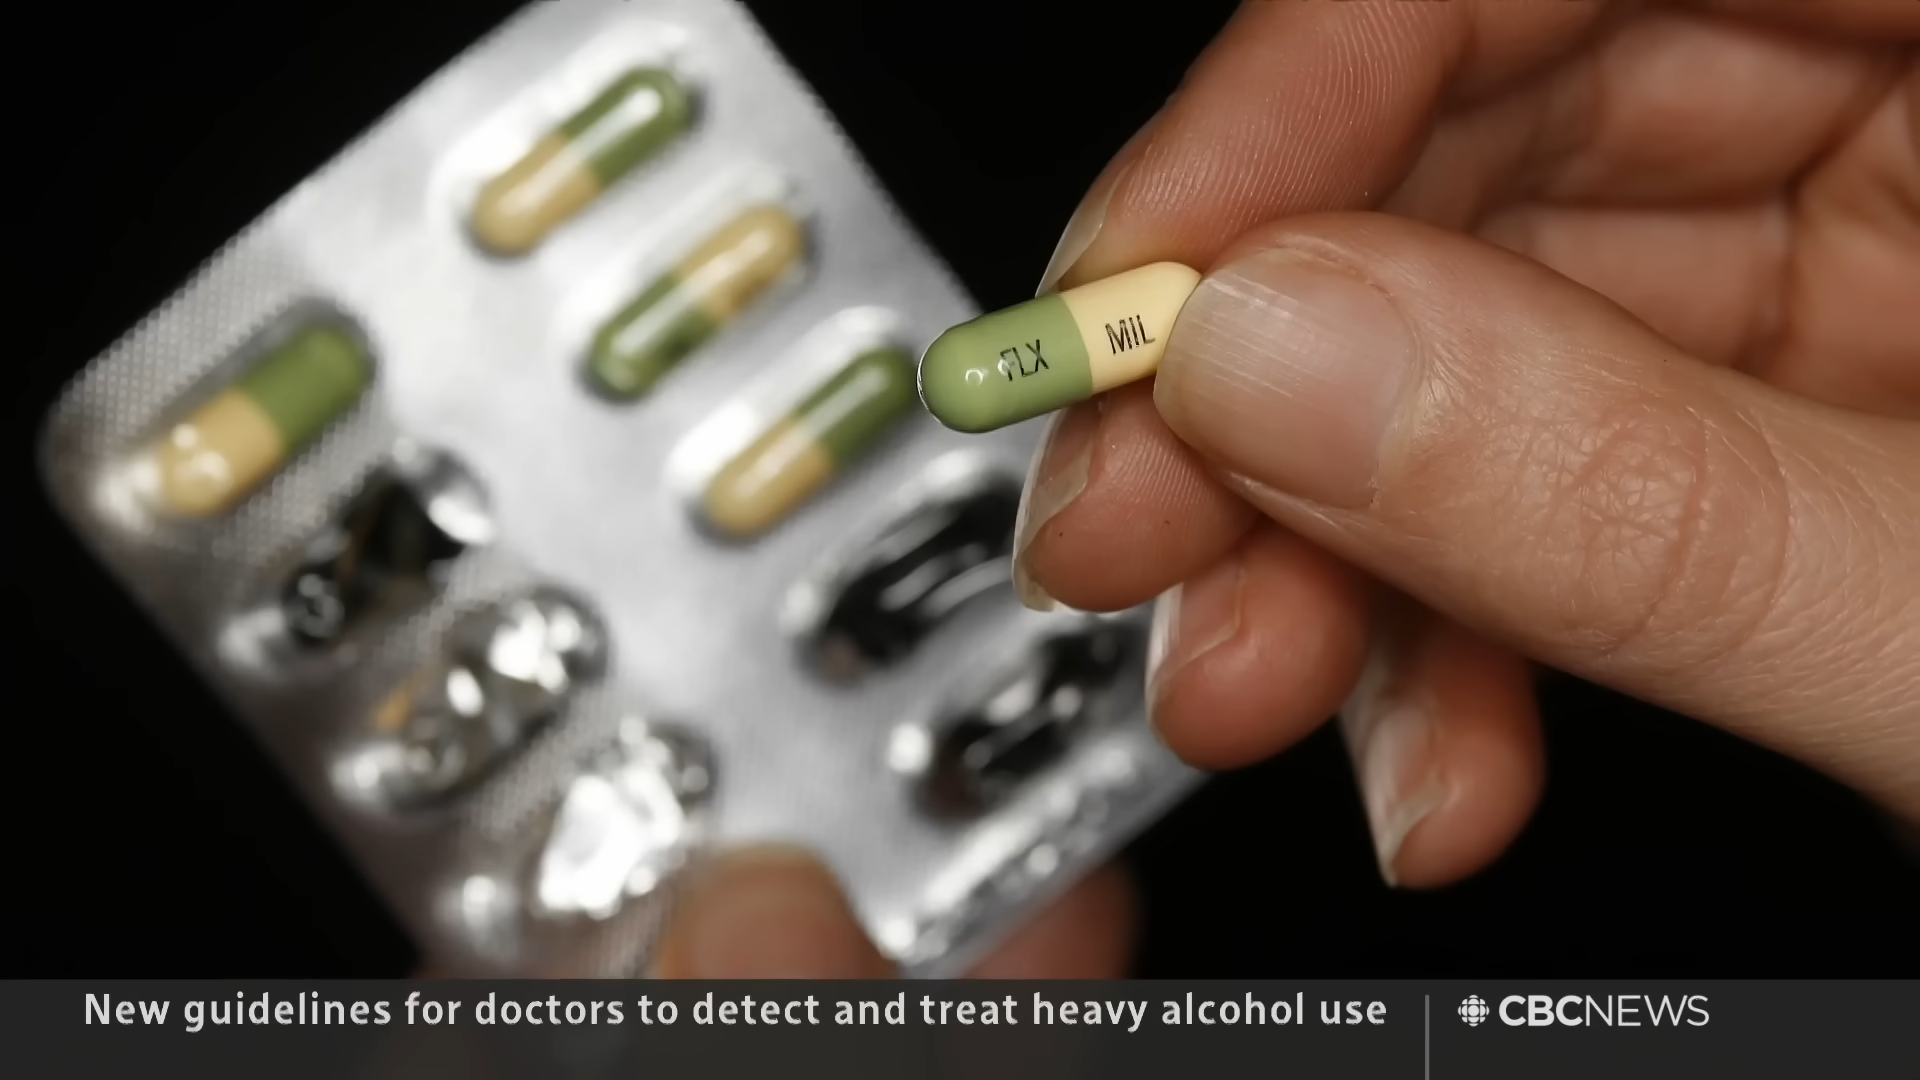 FLX MIL
New guidelines for doctors to detect and treat heavy alcohol use
CBCNEWS